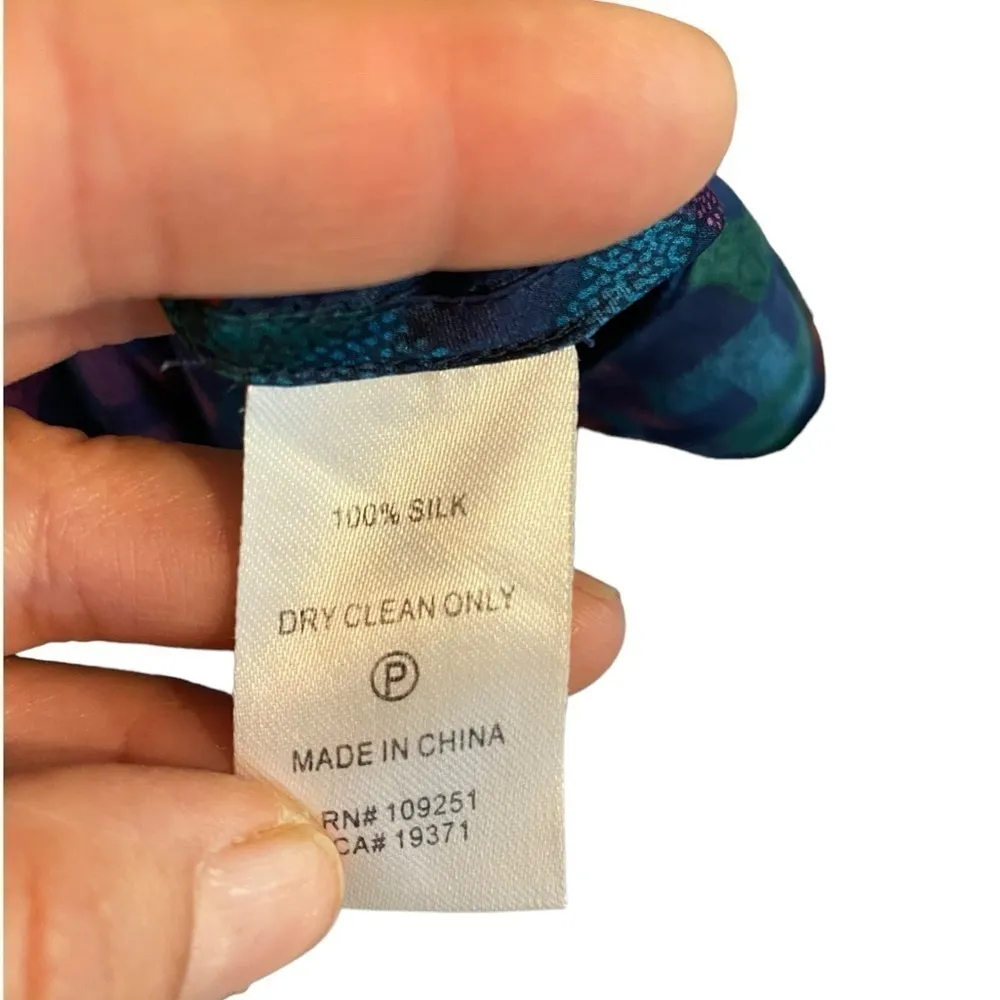 100% SILK
DRY CLEAN ONLY
P
MADE IN CHINA
RN# 109251
CA# 19371